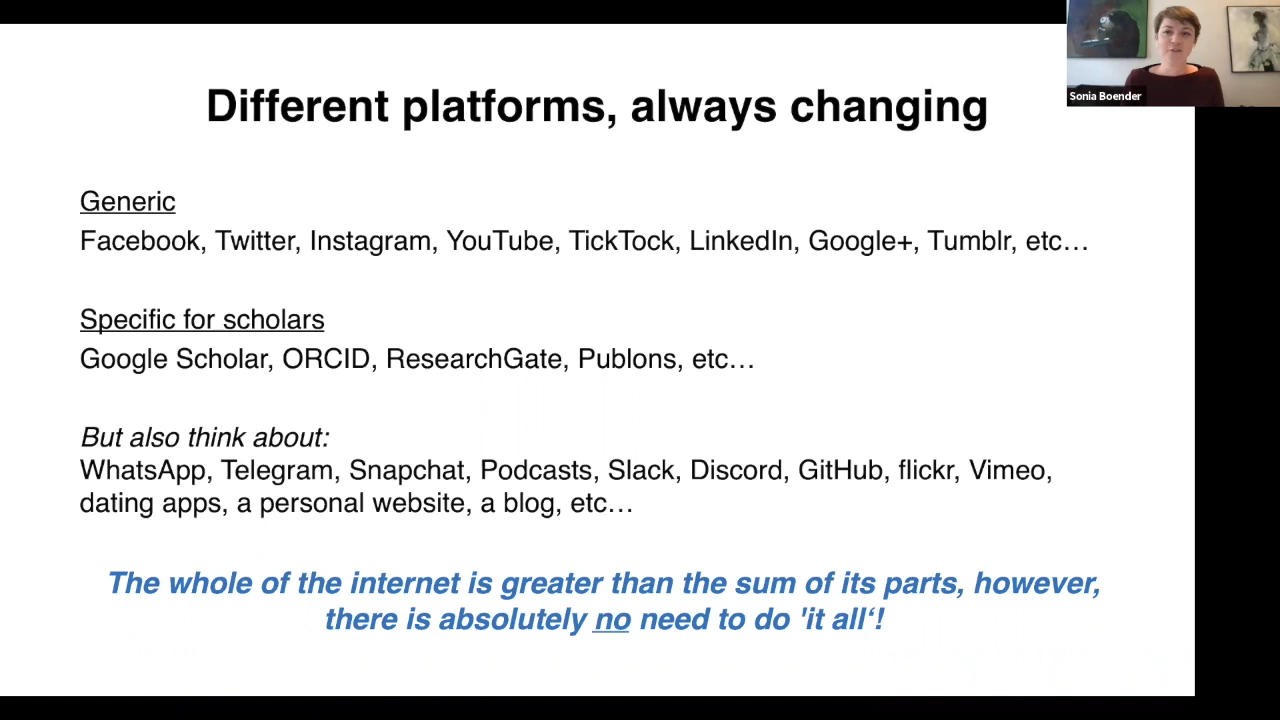 Sonia Boender
Different platforms, always changing
Generic
Facebook, Twitter, Instagram, YouTube, TickTock, LinkedIn, Google+, Tumblr, etc…
Specific for scholars
Google Scholar, ORCID, ResearchGate, Publons, etc…
But also think about:
WhatsApp, Telegram, Snapchat, Podcasts, Slack, Discord, GitHub, flickr, Vimeo,
dating apps, a personal website, a blog, etc…
The whole of the internet is greater than the sum of its parts, however,
there is absolutely no need to do 'it all‘!